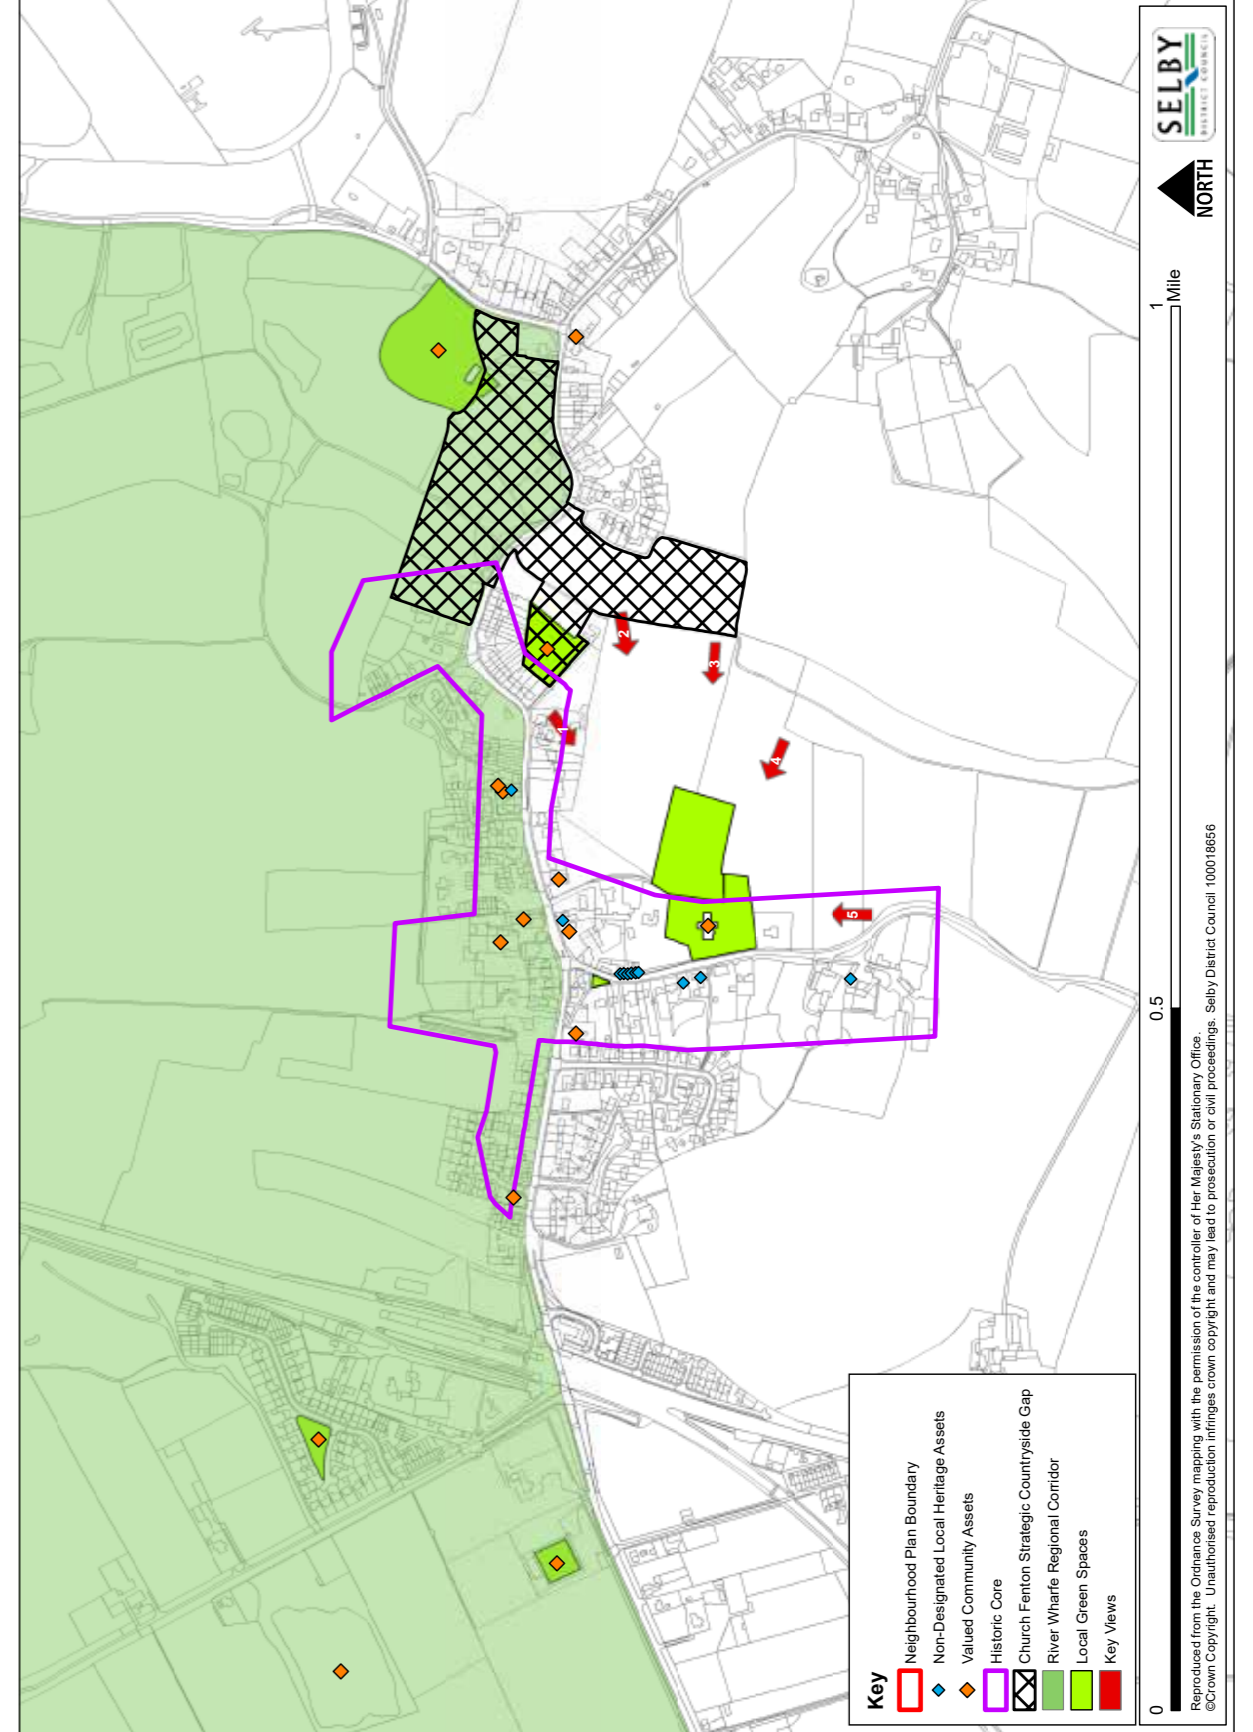 SELBY
DISTRICT COUNCIL
NORTH
1
2
3
4
5
Key
Neighbourhood Plan Boundary
Non-Designated Local Heritage Assets
Valued Community Assets
Historic Core
Church Fenton Strategic Countryside Gap
River Wharfe Regional Corridor
Local Green Spaces
Key Views
0
0.5
1
Mile
Reproduced from the Ordnance Survey mapping with the permission of the controller of Her Majesty's Stationary Office.
©Crown Copyright. Unauthorised reproduction infringes crown copyright and may lead to prosecution or civil proceedings. Selby District Council 100018656